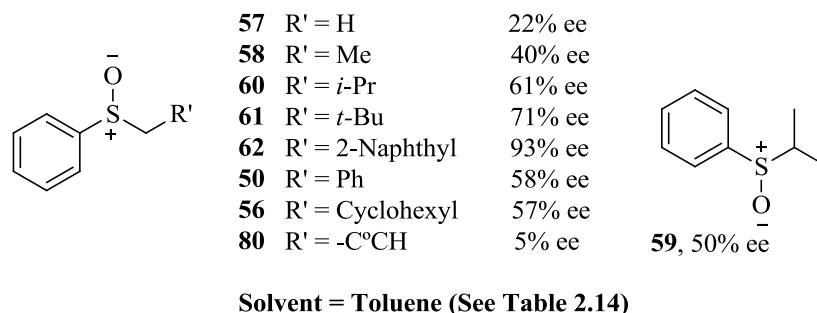 57 R' = H 22% ee
58 R' = Me 40% ee
60 R' = i-Pr 61% ee
61 R' = t-Bu 71% ee
62 R' = 2-Naphthyl 93% ee
50 R' = Ph 58% ee
56 R' = Cyclohexyl 57% ee
80 R' = -CºCH 5% ee
O −
S + R'
S +
O −
59, 50% ee
Solvent = Toluene (See Table 2.14)